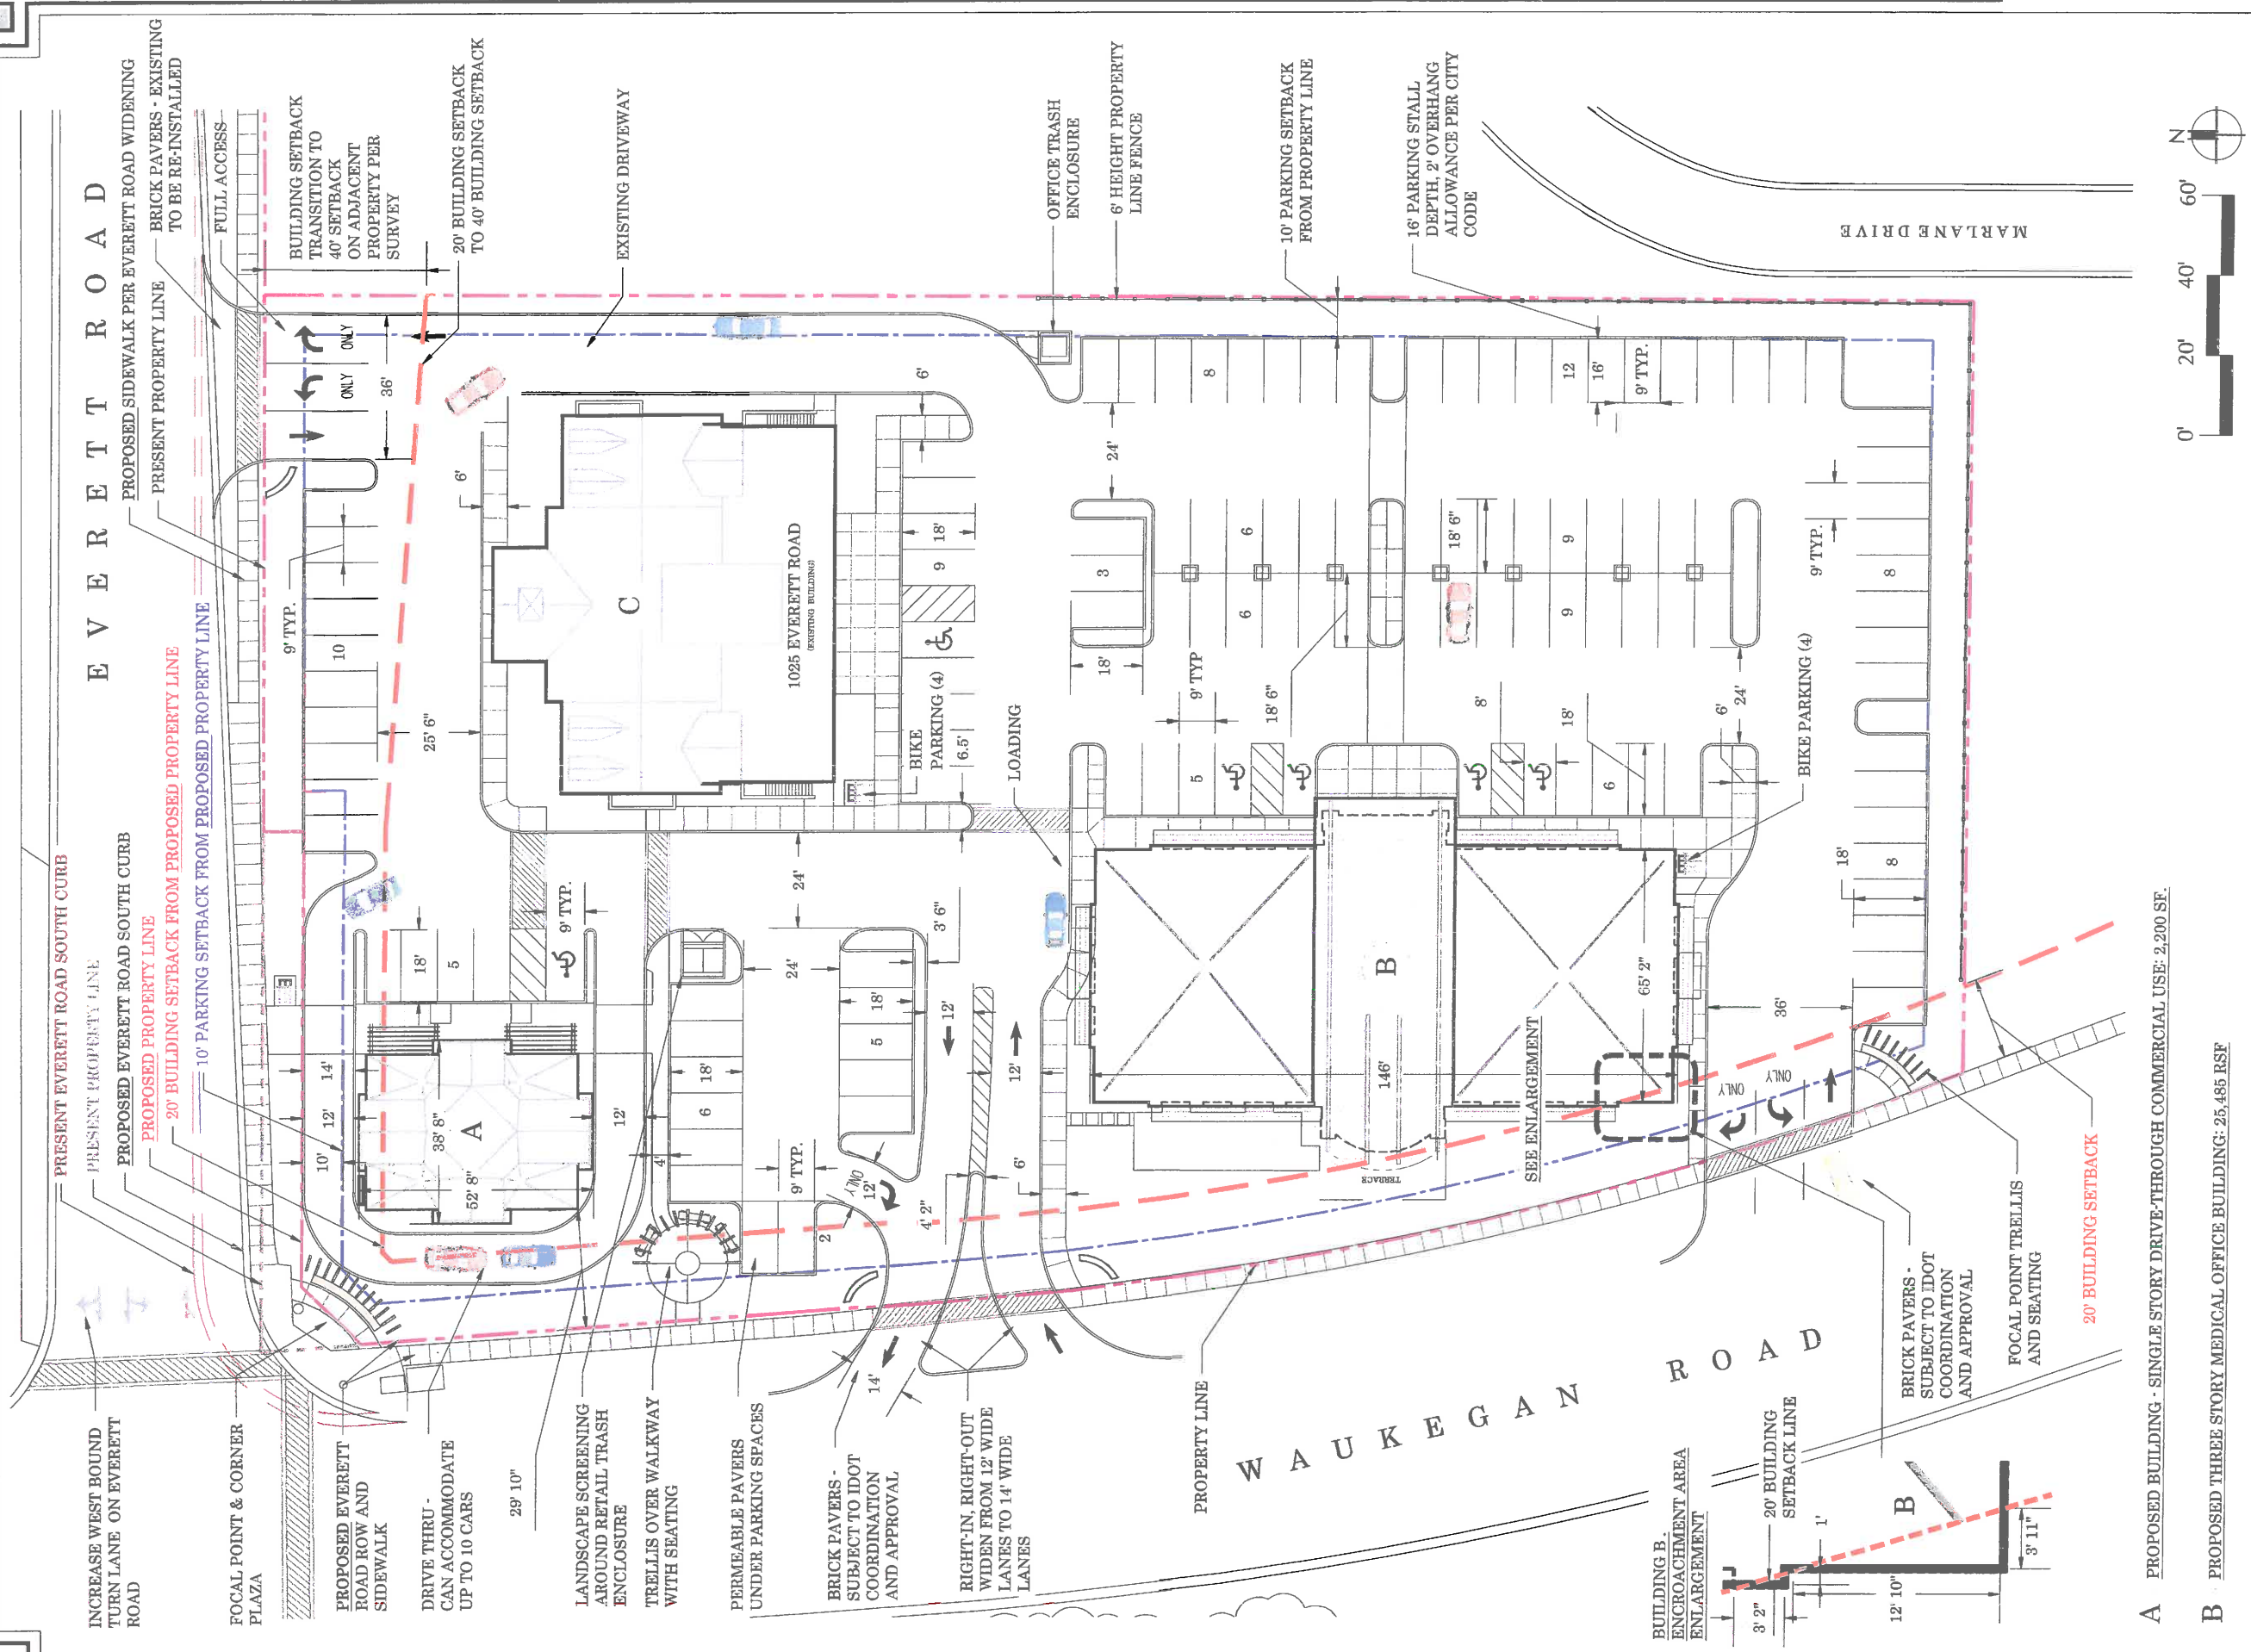 EVERETT ROAD
PROPOSED SIDEWALK PER EVERETT ROAD WIDENING
PRESENT PROPERTY LINE
BRICK PAVERS - EXISTING
TO BE RE-INSTALLED
FULL ACCESS
BUILDING SETBACK
TRANSITION TO
40' SETBACK
ON ADJACENT
PROPERTY PER
SURVEY
20' BUILDING SETBACK
TO 40' BUILDING SETBACK
EXISTING DRIVEWAY
OFFICE TRASH
ENCLOSURE
6' HEIGHT PROPERTY
LINE FENCE
10' PARKING SETBACK
FROM PROPERTY LINE
16' PARKING STALL
DEPTH, 2' OVERHANG
ALLOWANCE PER CITY
CODE
MARLANE DRIVE
N
0'
20'
40'
60'
PRESENT EVERETT ROAD SOUTH CURB
PRESENT PROPERTY LINE
PROPOSED EVERETT ROAD SOUTH CURB
PROPOSED PROPERTY LINE
20' BUILDING SETBACK FROM PROPOSED PROPERTY LINE
10' PARKING SETBACK FROM PROPOSED PROPERTY LINE
ONLY
ONLY
36'
9' TYP.
10
25' 6"
6'
6'
C
1025 EVERETT ROAD
(EXISTING BUILDING)
18'
9
BIKE
PARKING (4)
6.5'
LOADING
E
14'
12'
10'
38' 8"
52' 8"
A
18'
5
9' TYP.
12'
4'
24'
24'
18'
6
9' TYP.
2
18'
5
3' 6"
12'
ONLY
12'
4' 2"
12'
6'
14'
8
24'
12
16'
9' TYP.
3
18'
6
6
18' 6"
9' TYP
18' 6"
9
9
9' TYP.
8
5
8'
18'
6
6'
24'
BIKE PARKING (4)
18'
8
B
146'
65' 2"
TERRACE
SEE ENLARGEMENT
36'
ONLY
ONLY
INCREASE WEST BOUND
TURN LANE ON EVERETT
ROAD
FOCAL POINT & CORNER
PLAZA
PROPOSED EVERETT
ROAD ROW AND
SIDEWALK
DRIVE THRU -
CAN ACCOMMODATE
UP TO 10 CARS
29' 10"
LANDSCAPE SCREENING
AROUND RETAIL TRASH
ENCLOSURE
TRELLIS OVER WALKWAY
WITH SEATING
PERMEABLE PAVERS
UNDER PARKING SPACES
BRICK PAVERS -
SUBJECT TO IDOT
COORDINATION
AND APPROVAL
RIGHT-IN, RIGHT-OUT
WIDEN FROM 12' WIDE
LANES TO 14' WIDE
LANES
PROPERTY LINE
WAUKEGAN ROAD
BRICK PAVERS -
SUBJECT TO IDOT
COORDINATION
AND APPROVAL
FOCAL POINT TRELLIS
AND SEATING
20' BUILDING SETBACK
BUILDING B.
ENCROACHMENT AREA
ENLARGEMENT
20' BUILDING
SETBACK LINE
3' 2"
1'
12' 10"
B
3' 11"
A PROPOSED BUILDING - SINGLE STORY DRIVE-THROUGH COMMERCIAL USE: 2,200 SF.
B PROPOSED THREE STORY MEDICAL OFFICE BUILDING: 25,485 RSF